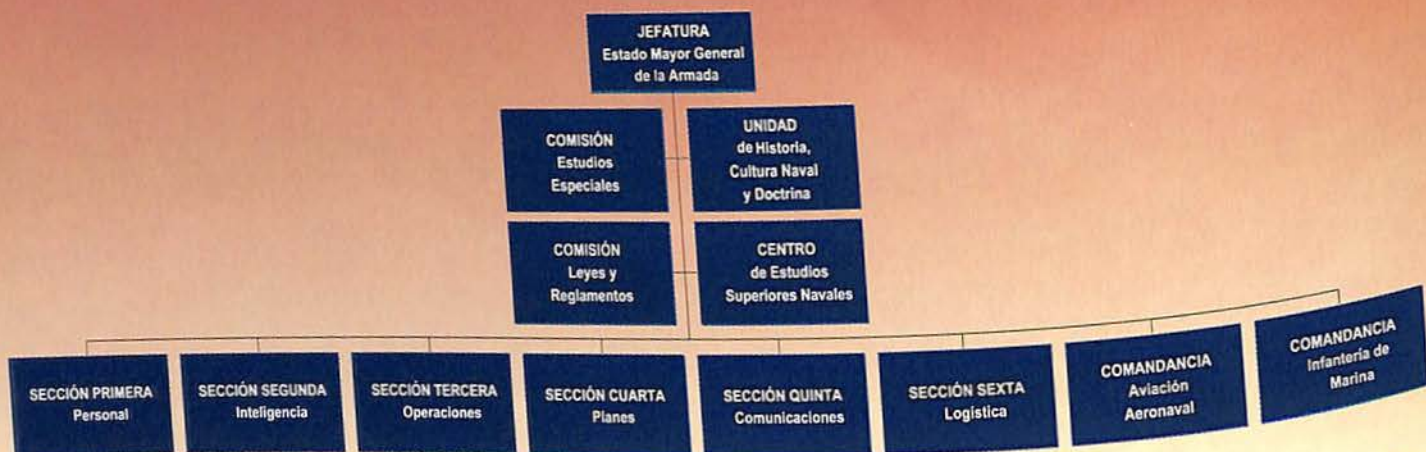 JEFATURA
Estado Mayor General
de la Armada
COMISIÓN
Estudios
Especiales
UNIDAD
de Historia,
Cultura Naval
y Doctrina
COMISIÓN
Leyes y
Reglamentos
CENTRO
de Estudios
Superiores Navales
SECCIÓN PRIMERA
Personal
SECCIÓN SEGUNDA
Inteligencia
SECCIÓN TERCERA
Operaciones
SECCIÓN CUARTA
Planes
SECCIÓN QUINTA
Comunicaciones
SECCIÓN SEXTA
Logística
COMANDANCIA
Aviación
Aeronaval
COMANDANCIA
Infantería de
Marina